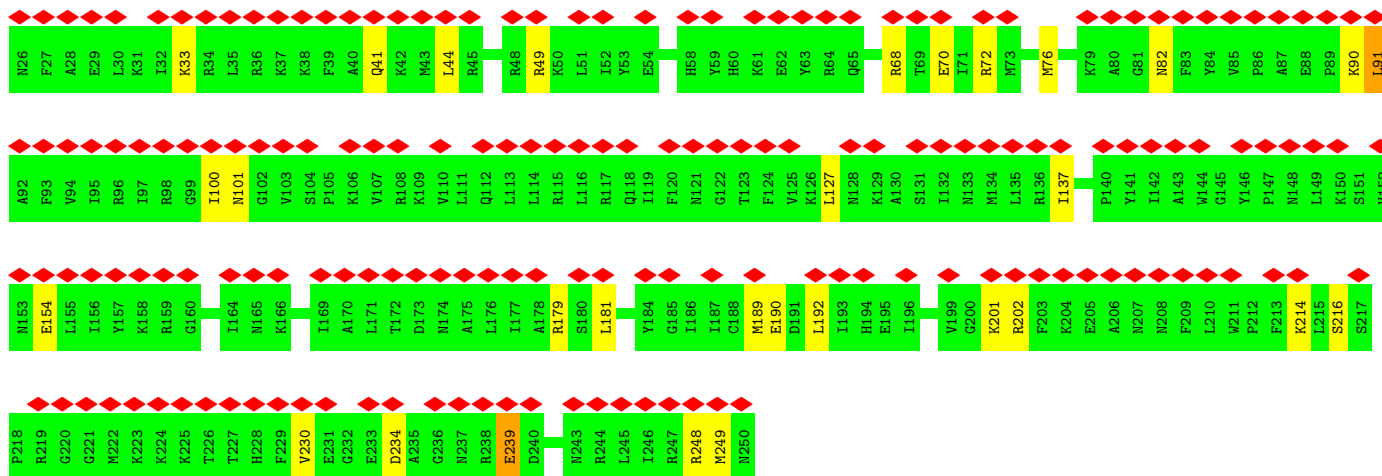 N26 F27 A28 E29 L30 K31 I32 K33 R34 L35 R36 K37 K38 F39 A40 Q41 K42 M43 L44 R45 R48 R49 K50 L51 I52 Y53 E54 H58 Y59 H60 K61 E62 Y63 R64 Q65 R68 T69 E70 I71 R72 M73 M76 K79 A80 G81 N82 F83 Y84 V85 P86 A87 E88 P89 K90 L91
A92 F93 V94 I95 R96 I97 R98 G99 I100 N101 G102 V103 S104 P105 K106 V107 R108 K109 V110 L111 Q112 L113 L114 R115 L116 R117 Q118 I119 F120 N121 G122 T123 F124 V125 K126 L127 N128 K129 A130 S131 I132 N133 M134 L135 R136 I137 P140 Y141 I142 A143 W144 G145 Y146 P147 N148 L149 K150 S151
N153 E154 L155 I156 Y157 K158 R159 G160 I164 N165 K166 I169 A170 L171 T172 D173 N174 A175 L176 I177 A178 R179 S180 L181 Y184 G185 I186 I187 C188 M189 E190 D191 L192 I193 H194 E195 I196 V199 G200 K201 R202 F203 K204 E205 A206 N207 N208 F209 L210 W211 P212 F213 K214 L215 S216 S217
P218 R219 G220 G221 M222 K223 K224 K225 T226 T227 H228 F229 V230 E231 G232 E233 D234 A235 G236 N237 R238 E239 D240 N243 R244 L245 I246 R247 R248 M249 N250